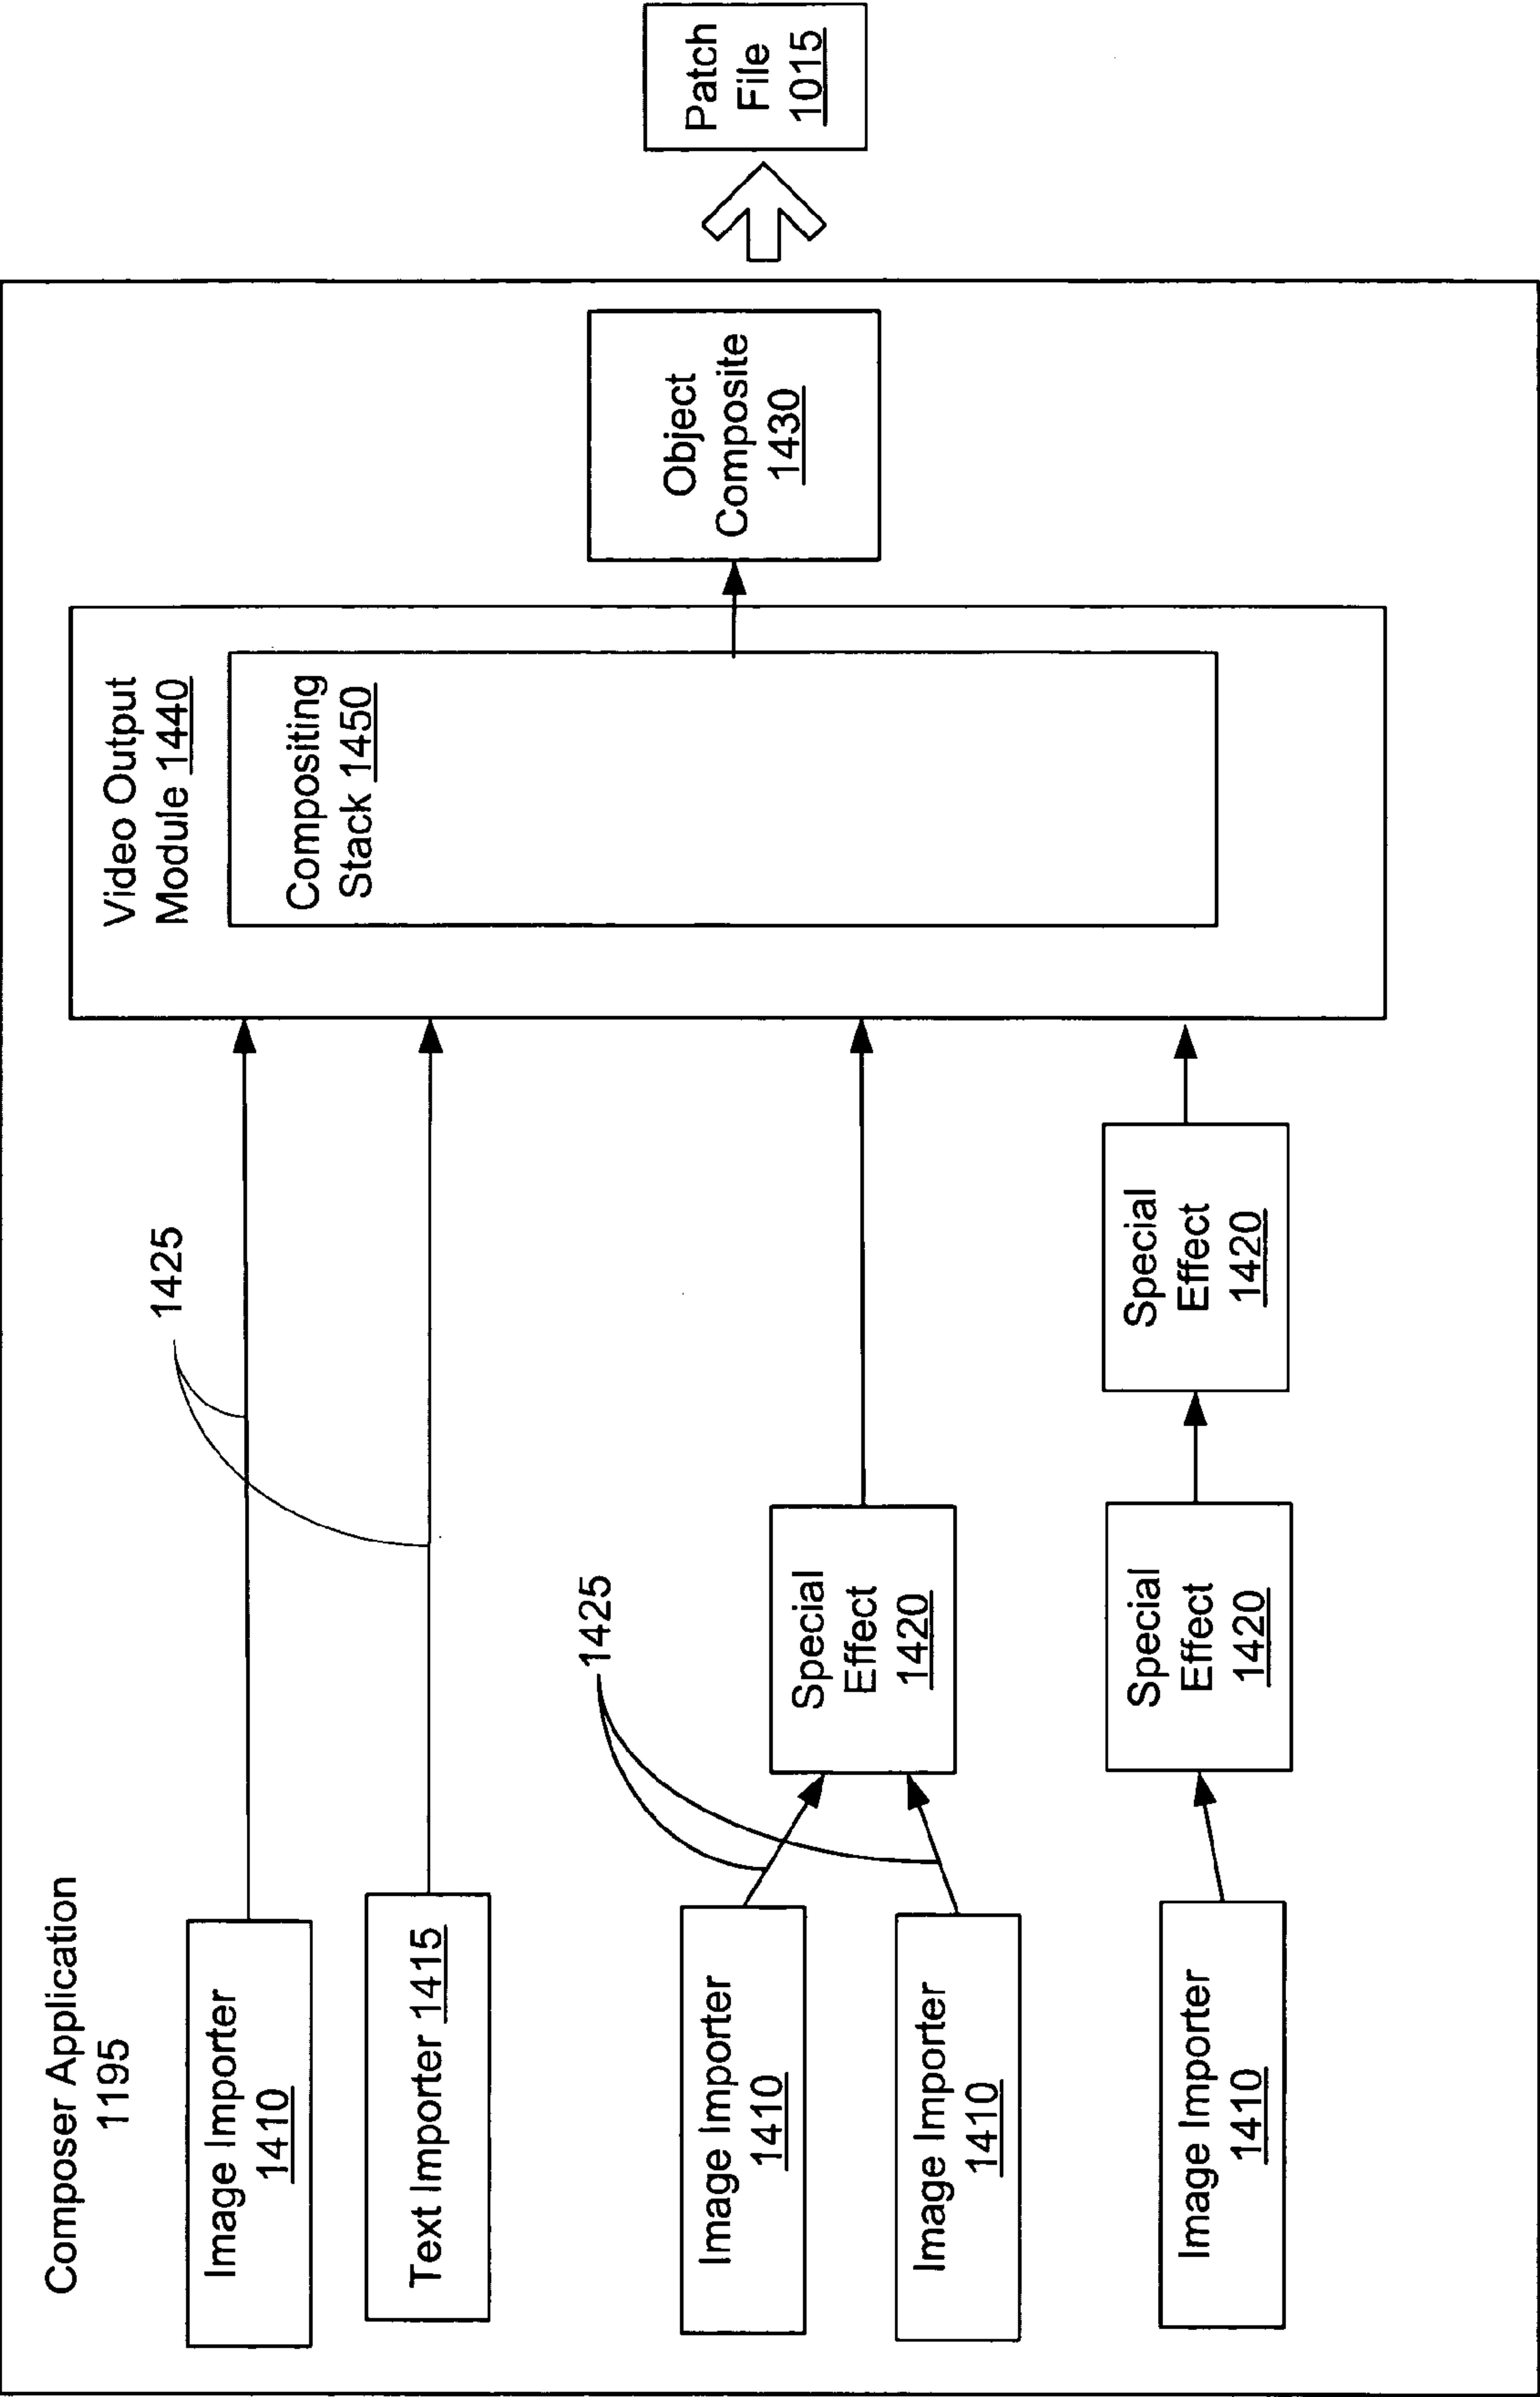 Composer Application
1195
Image Importer
1410
Text Importer 1415
Image Importer
1410
Image Importer
1410
Image Importer
1410
1425
1425
Special
Effect
1420
Special
Effect
1420
Special
Effect
1420
Video Output
Module 1440
Compositing
Stack 1450
Object
Composite
1430
Patch
File
1015